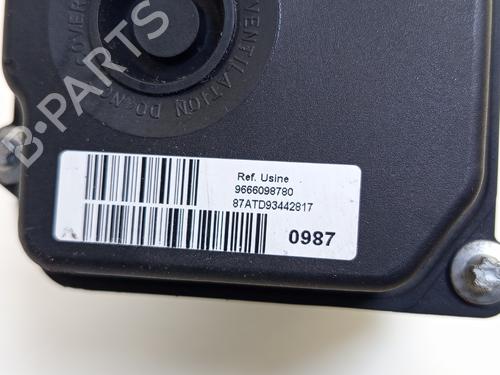 DO NOT COVER VENTILATION
B-PARTS
Ref. Usine
9666098780
87ATD93442817
0987